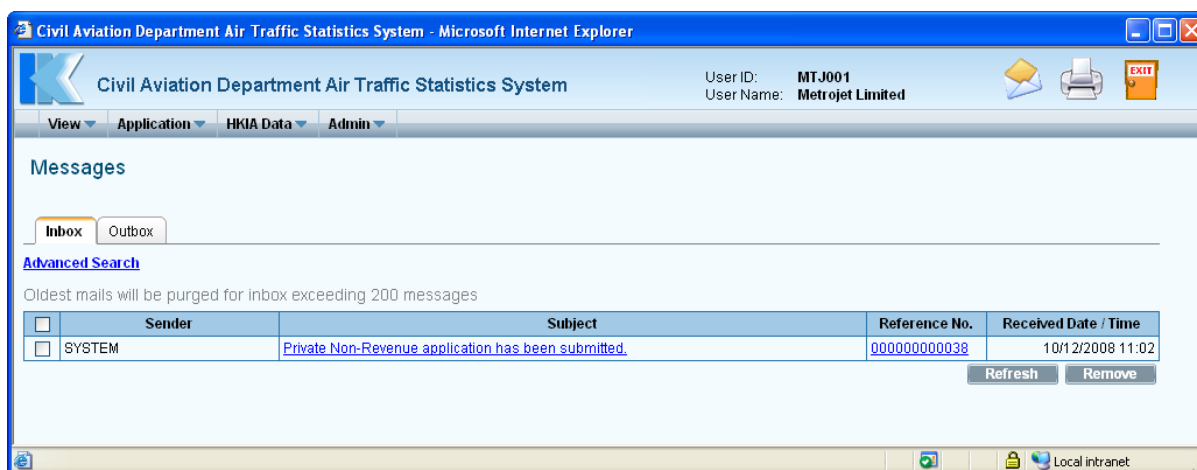 Civil Aviation Department Air Traffic Statistics System - Microsoft Internet Explorer
Civil Aviation Department Air Traffic Statistics System
User ID: MTJ001
User Name: Metrojet Limited
EXIT
View Application HKIA Data Admin
Messages
Inbox Outbox
Advanced Search
Oldest mails will be purged for inbox exceeding 200 messages
Sender Subject Reference No. Received Date / Time
SYSTEM Private Non-Revenue application has been submitted. 000000000038 10/12/2008 11:02
Refresh Remove
Local intranet